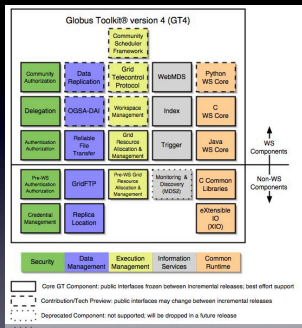 Globus Toolkit® version 4 (GT4)
Community
Scheduler
Framework
Community
Authorization
Data
Replication
Grid
Telecontrol
Protocol
WebMDS
Python
WS Core
Delegation
OGSA-DAI
Workspace
Management
Index
C
WS Core
Authentication
Authorization
Reliable
File
Transfer
Grid
Resource
Allocation &
Management
Trigger
Java
WS Core
WS
Components
Non-WS
Components
Pre-WS
Authentication
Authorization
GridFTP
Pre-WS Grid
Resource
Allocation &
Management
Monitoring &
Discovery
(MDS2)
C Common
Libraries
Credential
Management
Replica
Location
eXtensible
IO
(XIO)
Security
Data
Management
Execution
Management
Information
Services
Common
Runtime
Core GT Component: public interfaces frozen between incremental releases; best effort support
Contribution/Tech Preview: public interfaces may change between incremental releases
Deprecated Component: not supported; will be dropped in a future release